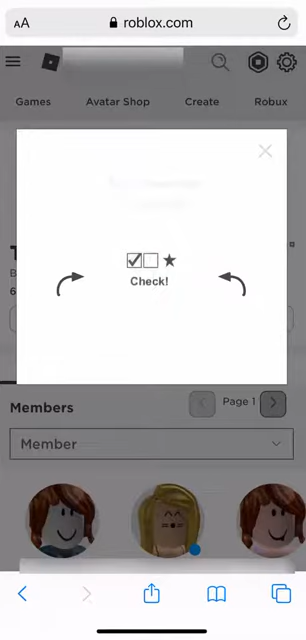 AA
roblox.com
Games Avatar Shop Create Robux
Check!
Members
Page 1
Member